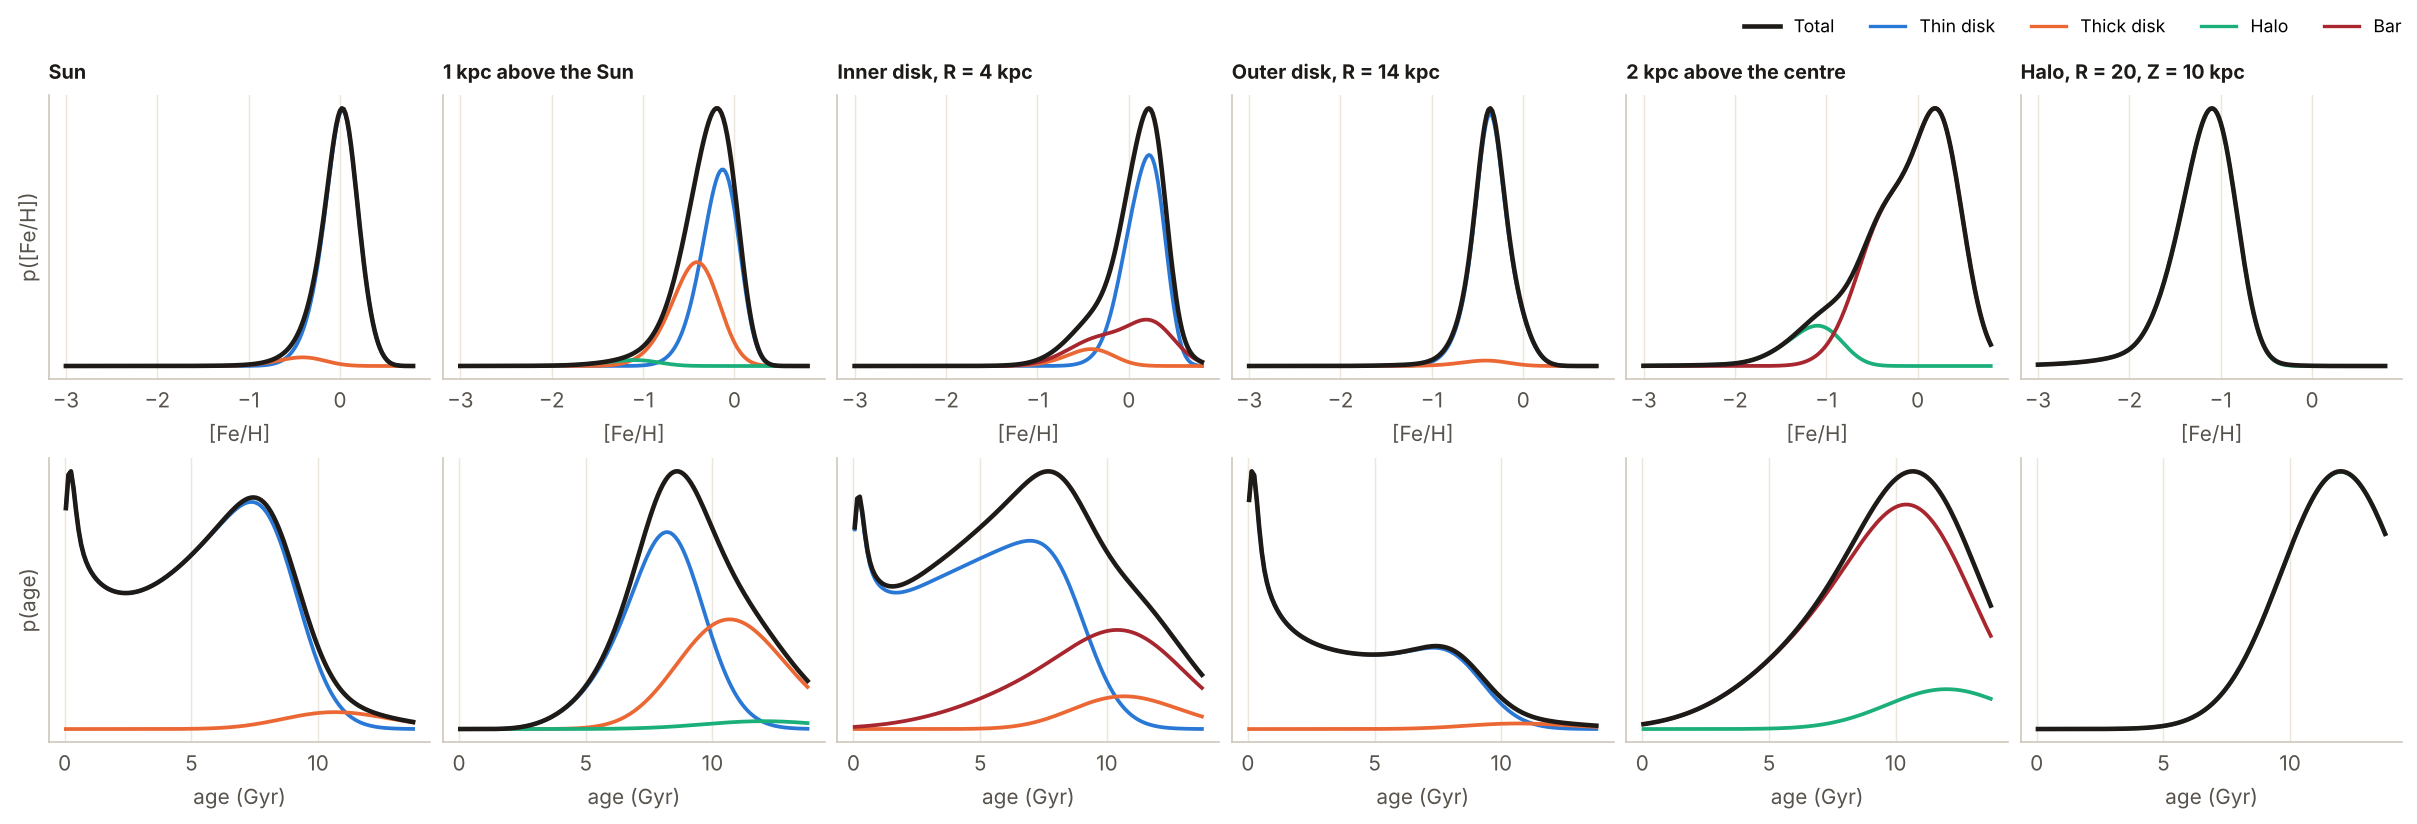 Total Thin disk Thick disk Halo Bar
Sun 1 kpc above the Sun Inner disk, R = 4 kpc Outer disk, R = 14 kpc 2 kpc above the centre Halo, R = 20, Z = 10 kpc
p([Fe/H])
−3 −2 −1 0 −3 −2 −1 0 −3 −2 −1 0 −3 −2 −1 0 −3 −2 −1 0 −3 −2 −1 0
[Fe/H] [Fe/H] [Fe/H] [Fe/H] [Fe/H] [Fe/H]
p(age)
0 5 10 0 5 10 0 5 10 0 5 10 0 5 10 0 5 10
age (Gyr) age (Gyr) age (Gyr) age (Gyr) age (Gyr) age (Gyr)